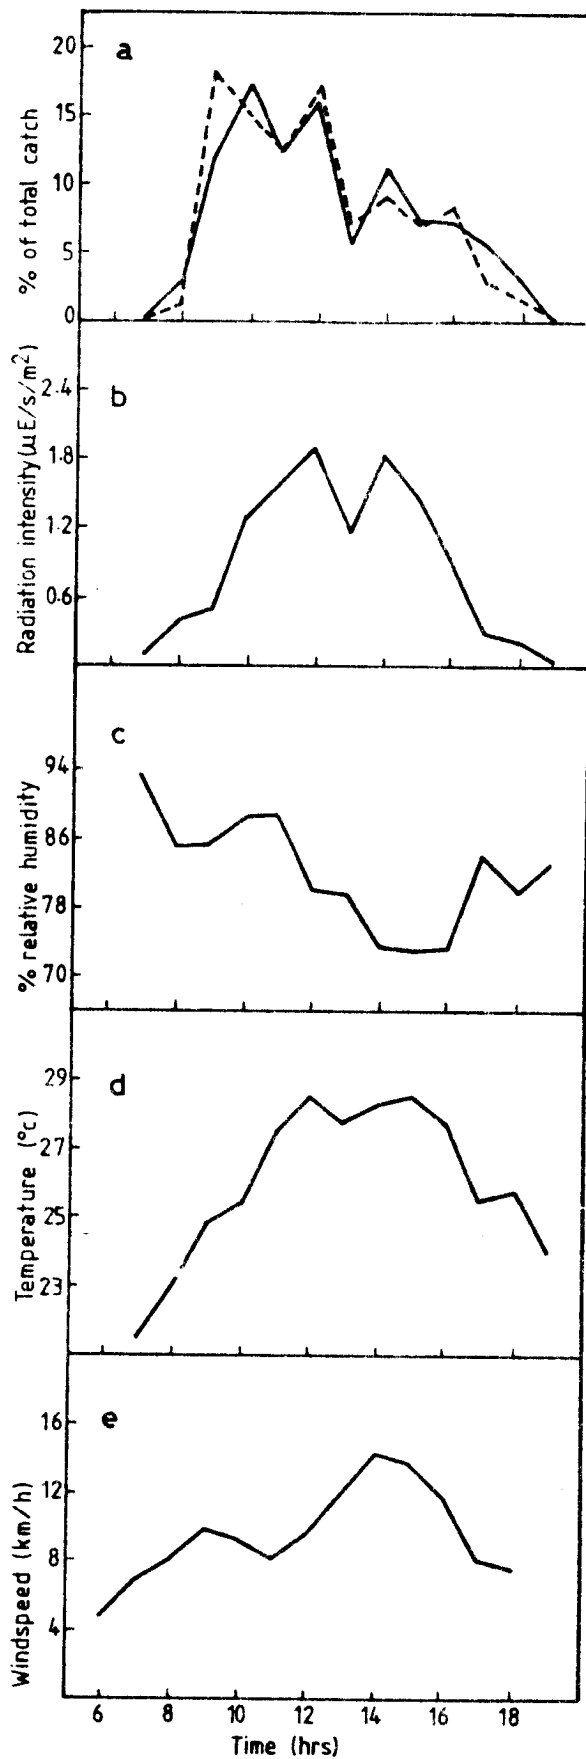 a
20
15
10
5
0
% of total catch
b
2.4
1.8
1.2
0.6
Radiation intensity(µE/s/m²)
c
94
86
78
70
% relative humidity
d
29
27
25
23
Temperature (°c)
e
16
12
8
4
Windspeed (km/h)
6 8 10 12 14 16 18
Time (hrs)